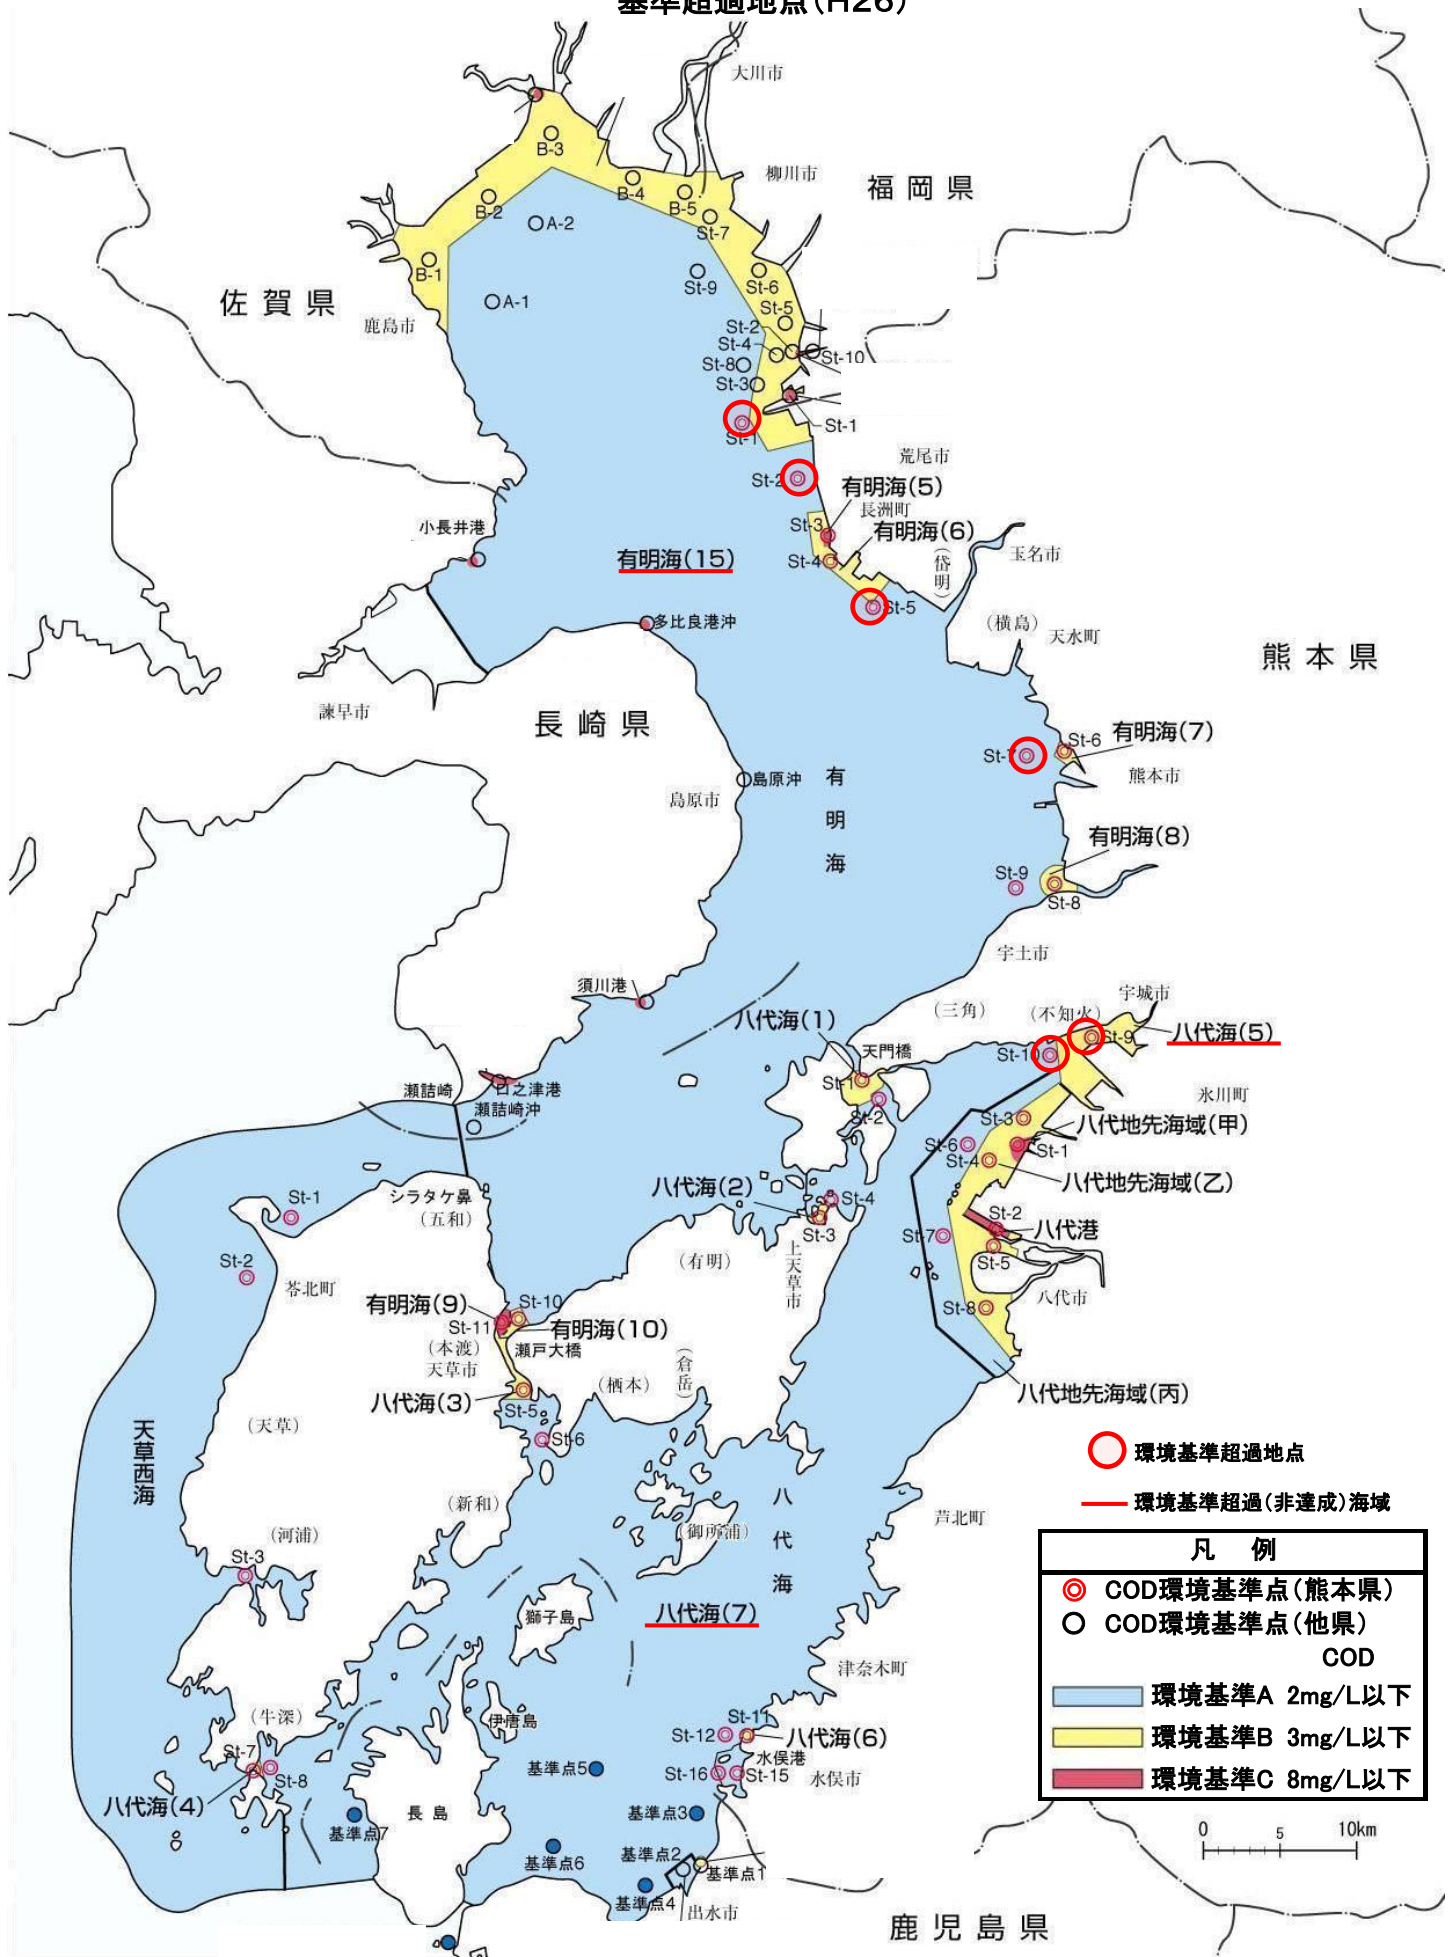 基準超過地点(H26)
大川市
B-3
柳川市
福岡県
B-4
B-5
B-2
A-2
St-7
B-1
St-9
St-6
佐賀県
A-1
鹿島市
St-5
St-2
St-4
St-10
St-8
St-3
St-1
St-1
荒尾市
St-2
有明海(5)
長洲町
St-3
有明海(6)
小長井港
有明海(15)
St-4
(岱明)
玉名市
St-5
多比良港沖
(横島)
天水町
熊本県
諫早市
長崎県
St-6
有明海(7)
St-7
熊本市
島原沖
島原市
有明海
有明海(8)
St-9
St-8
宇土市
須川港
宇城市
(三角)
(不知火)
八代海(1)
St-9
八代海(5)
天門橋
St-10
St-1
瀬詰崎
口之津港
瀬詰崎沖
St-2
氷川町
St-3
八代地先海域(甲)
St-6
St-1
St-4
八代地先海域(乙)
八代海(2)
St-4
St-1
シラタケ鼻
(五和)
St-3
St-2
八代港
St-7
St-5
(有明)
上天草市
St-2
苓北町
八代市
St-8
有明海(9)
St-10
St-11
有明海(10)
(本渡)
瀬戸大橋
天草市
(倉岳)
(栖本)
八代地先海域(丙)
八代海(3)
St-5
St-6
(天草)
天草西海
環境基準超過地点
八代海
(新和)
環境基準超過(非達成)海域
芦北町
(御所浦)
(河浦)
St-3
凡 例
COD環境基準点(熊本県)
COD環境基準点(他県)
COD
環境基準A 2mg/L以下
環境基準B 3mg/L以下
環境基準C 8mg/L以下
獅子島
八代海(7)
津奈木町
(牛深)
伊唐島
St-11
St-12
八代海(6)
水俣港
St-7
St-8
基準点5
St-16
St-15
水俣市
八代海(4)
長島
基準点3
基準点7
0 5 10km
基準点6
基準点2
基準点1
基準点4
出水市
鹿児島県